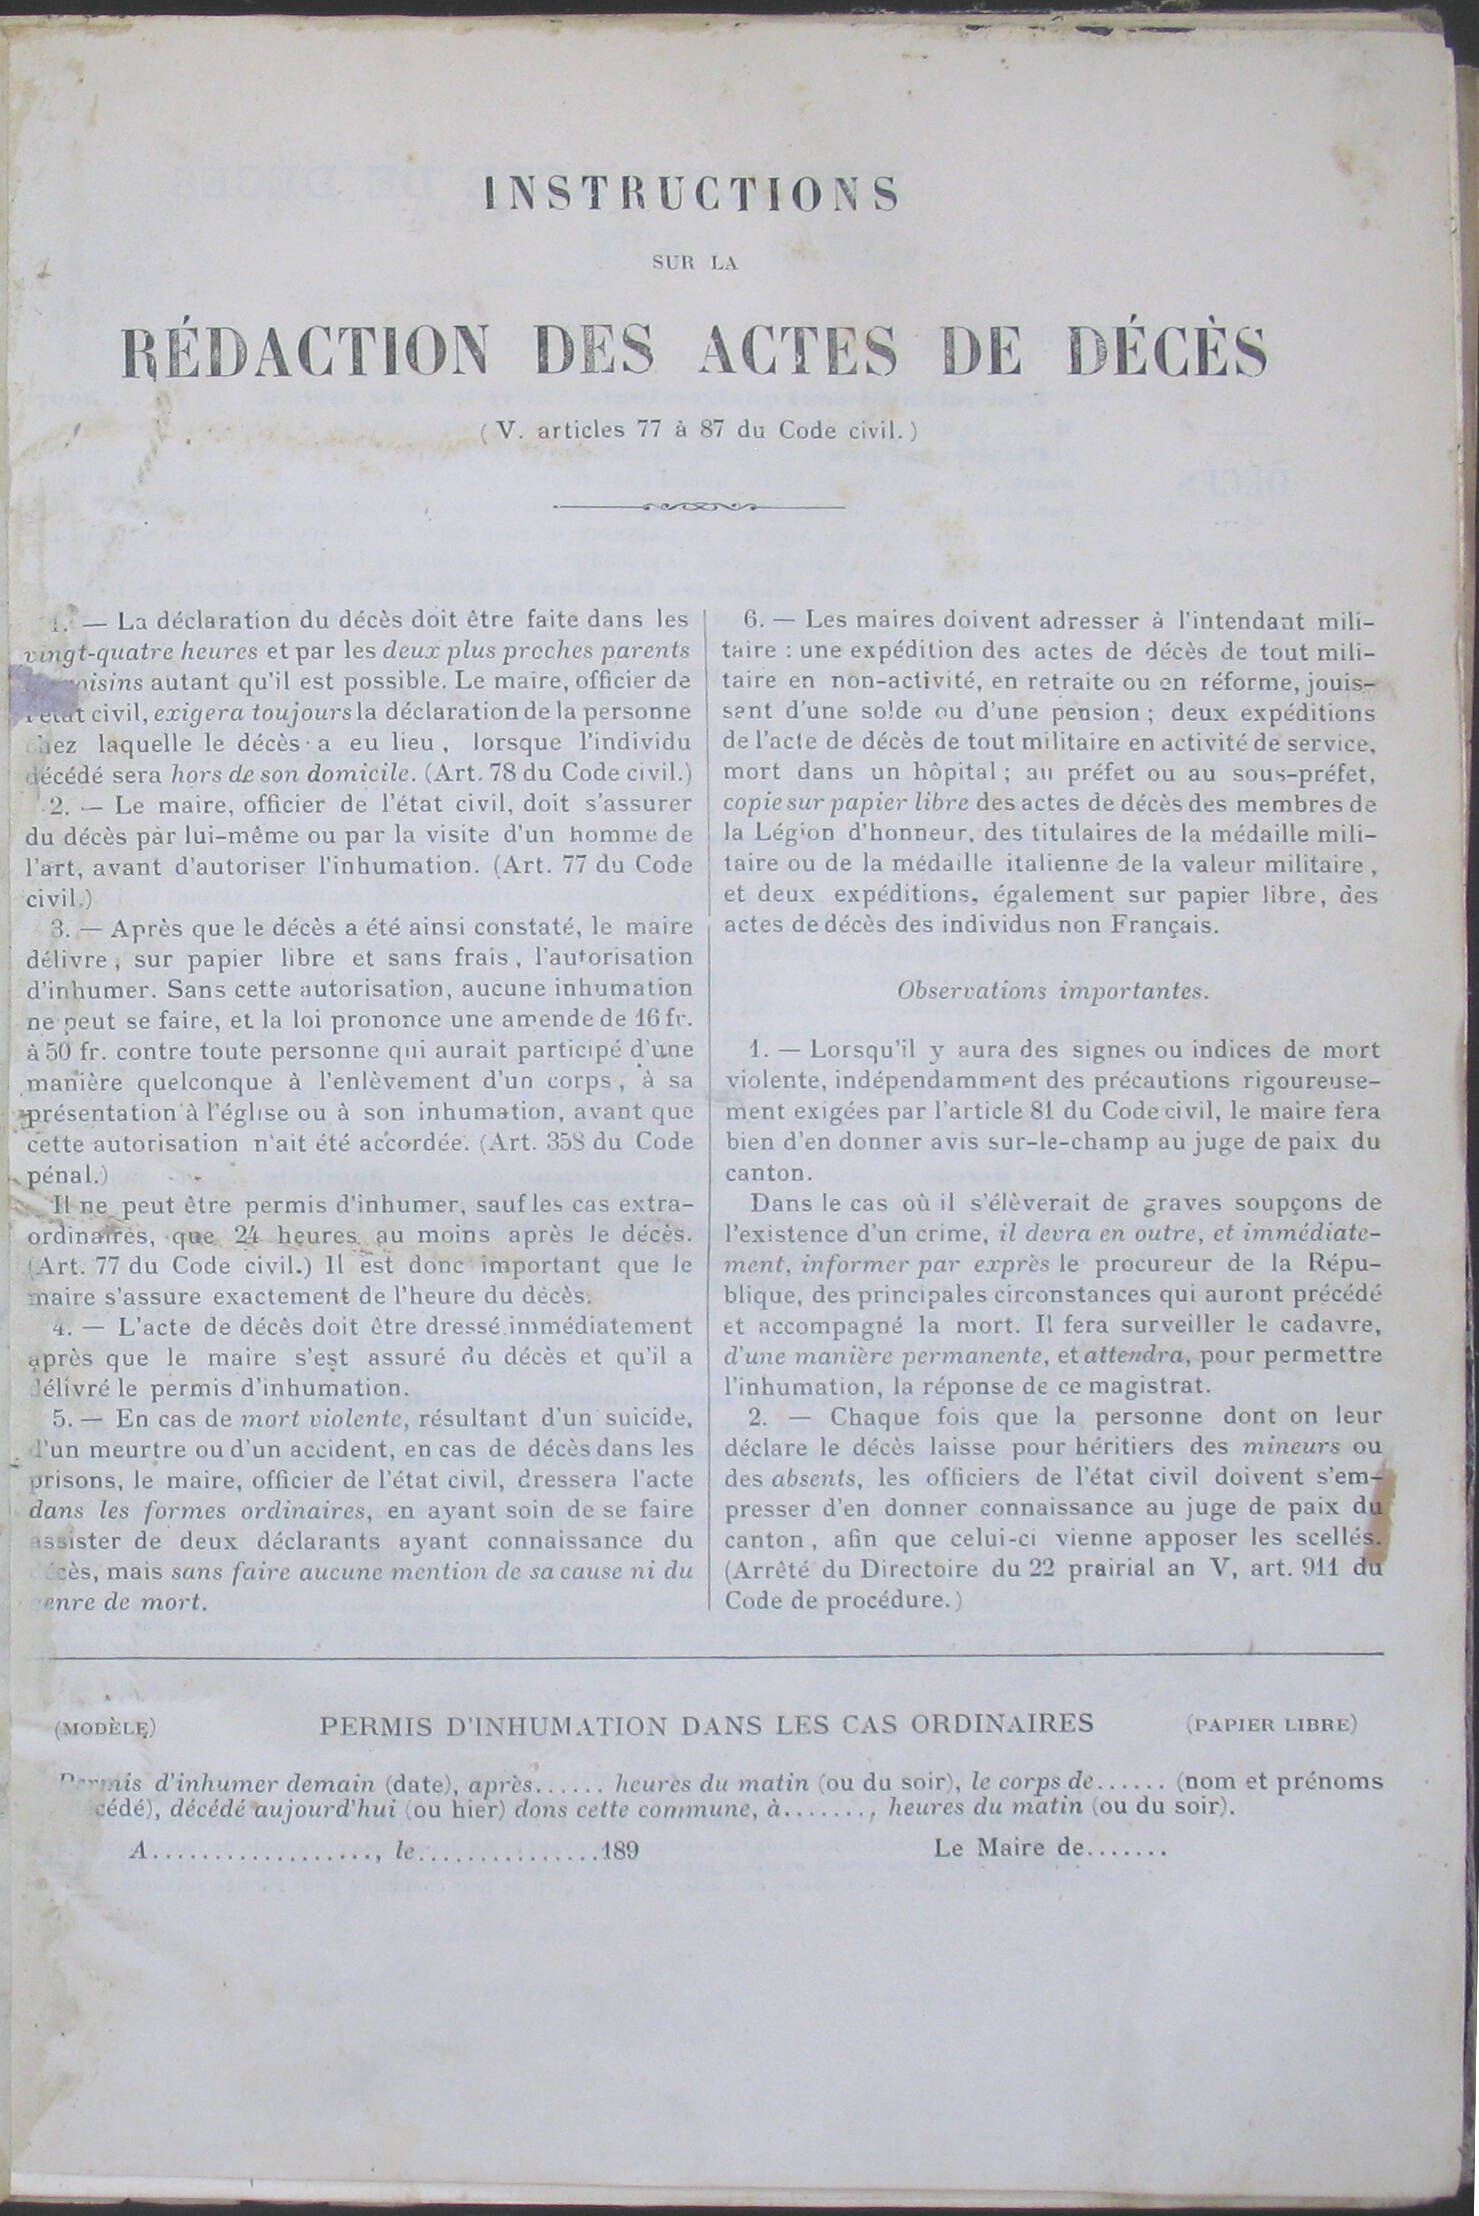 INSTRUCTIONS
SUR LA
RÉDACTION DES ACTES DE DÉCÈS
(V. articles 77 à 87 du Code civil.)
1. — La déclaration du décès doit être faite dans les
vingt-quatre heures et par les deux plus proches parents
autant qu'il est possible. Le maire, officier de
l'état civil, exigera toujours la déclaration de la personne
chez laquelle le décès a eu lieu, lorsque l'individu
décédé sera hors de son domicile. (Art. 78 du Code civil.)
2. — Le maire, officier de l'état civil, doit s'assurer
du décès par lui-même ou par la visite d'un homme de
l'art, avant d'autoriser l'inhumation. (Art. 77 du Code
civil.)
3. — Après que le décès a été ainsi constaté, le maire
délivre, sur papier libre et sans frais, l'autorisation
d'inhumer. Sans cette autorisation, aucune inhumation
ne peut se faire, et la loi prononce une amende de 16 fr.
à 50 fr. contre toute personne qui aurait participé d'une
manière quelconque à l'enlèvement d'un corps, à sa
présentation à l'église ou à son inhumation, avant que
cette autorisation n'ait été accordée. (Art. 358 du Code
pénal.)
Il ne peut être permis d'inhumer, sauf les cas extra-
ordinaires, que 24 heures au moins après le décès.
(Art. 77 du Code civil.) Il est donc important que le
maire s'assure exactement de l'heure du décès.
4. — L'acte de décès doit être dressé immédiatement
après que le maire s'est assuré du décès et qu'il a
délivré le permis d'inhumation.
5. — En cas de mort violente, résultant d'un suicide,
d'un meurtre ou d'un accident, en cas de décès dans les
prisons, le maire, officier de l'état civil, dressera l'acte
dans les formes ordinaires, en ayant soin de se faire
assister de deux déclarants ayant connaissance du
décès, mais sans faire aucune mention de sa cause ni du
genre de mort.
6. — Les maires doivent adresser à l'intendant mili-
taire : une expédition des actes de décès de tout mili-
taire en non-activité, en retraite ou en réforme, jouis-
sant d'une solde ou d'une pension ; deux expéditions
de l'acte de décès de tout militaire en activité de service,
mort dans un hôpital ; au préfet ou au sous-préfet,
copie sur papier libre des actes de décès des membres de
la Légion d'honneur, des titulaires de la médaille mili-
taire ou de la médaille italienne de la valeur militaire,
et deux expéditions, également sur papier libre, des
actes de décès des individus non Français.
Observations importantes.
1. — Lorsqu'il y aura des signes ou indices de mort
violente, indépendamment des précautions rigoureuse-
ment exigées par l'article 81 du Code civil, le maire fera
bien d'en donner avis sur-le-champ au juge de paix du
canton.
Dans le cas où il s'élèverait de graves soupçons de
l'existence d'un crime, il devra en outre, et immédiate-
ment, informer par exprès le procureur de la Répu-
blique, des principales circonstances qui auront précédé
et accompagné la mort. Il fera surveiller le cadavre,
d'une manière permanente, et attendra, pour permettre
l'inhumation, la réponse de ce magistrat.
2. — Chaque fois que la personne dont on leur
déclare le décès laisse pour héritiers des mineurs ou
des absents, les officiers de l'état civil doivent s'em-
presser d'en donner connaissance au juge de paix du
canton, afin que celui-ci vienne apposer les scellés.
(Arrêté du Directoire du 22 prairial an V, art. 911 du
Code de procédure.)
(MODÈLE) PERMIS D'INHUMATION DANS LES CAS ORDINAIRES (PAPIER LIBRE)
Permis d'inhumer demain (date), après...... heures du matin (ou du soir), le corps de...... (nom et prénoms
décédé aujourd'hui (ou hier) dans cette commune, à......., heures du matin (ou du soir).
A.................., le...............189 Le Maire de.......